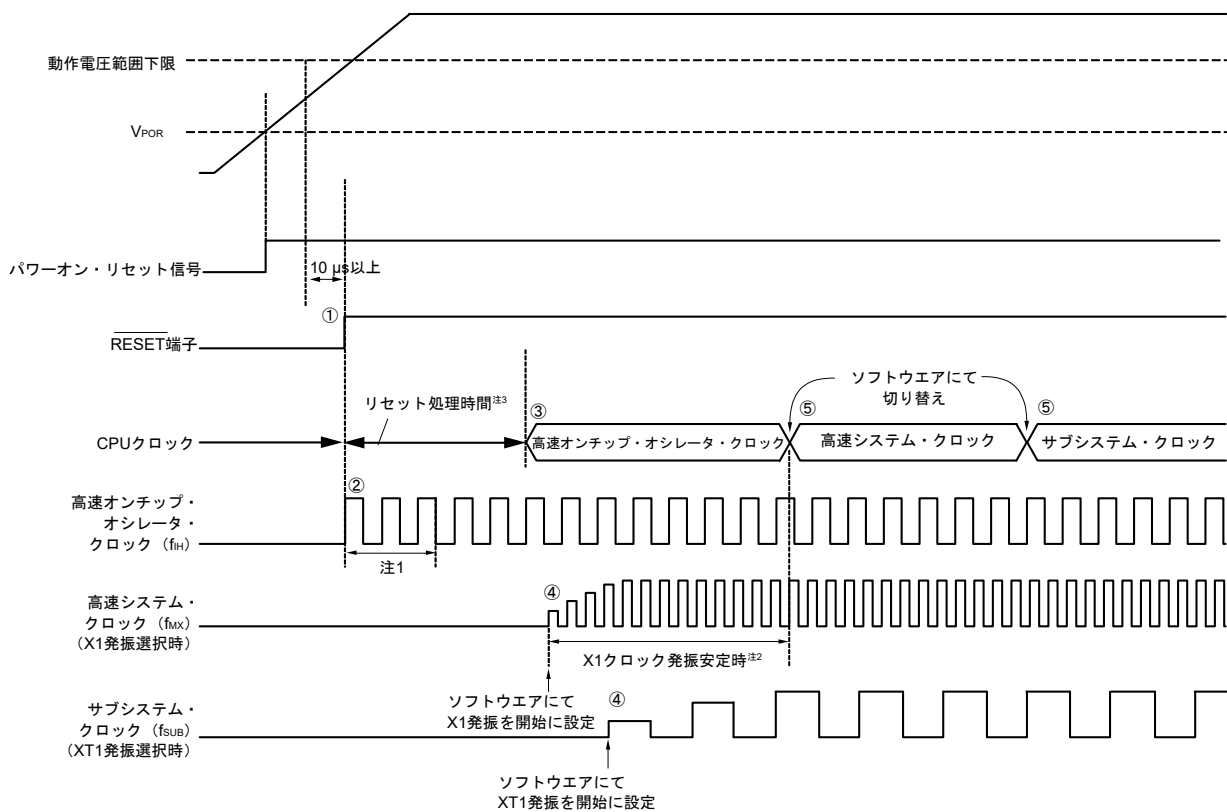 動作電圧範囲下限
VPOR
パワーオン・リセット信号
10 μs以上
①
RESET端子
ソフトウエアにて
切り替え
リセット処理時間注3
③
⑤
⑤
CPUクロック
高速オンチップ・オシレータ・クロック
高速システム・クロック
サブシステム・クロック
②
高速オンチップ・
オシレータ・
クロック（fIH）
注1
④
高速システム・
クロック（fMX）
（X1発振選択時）
X1クロック発振安定時注2
ソフトウエアにて
X1発振を開始に設定
④
サブシステム・
クロック（fSUB）
（XT1発振選択時）
ソフトウエアにて
XT1発振を開始に設定